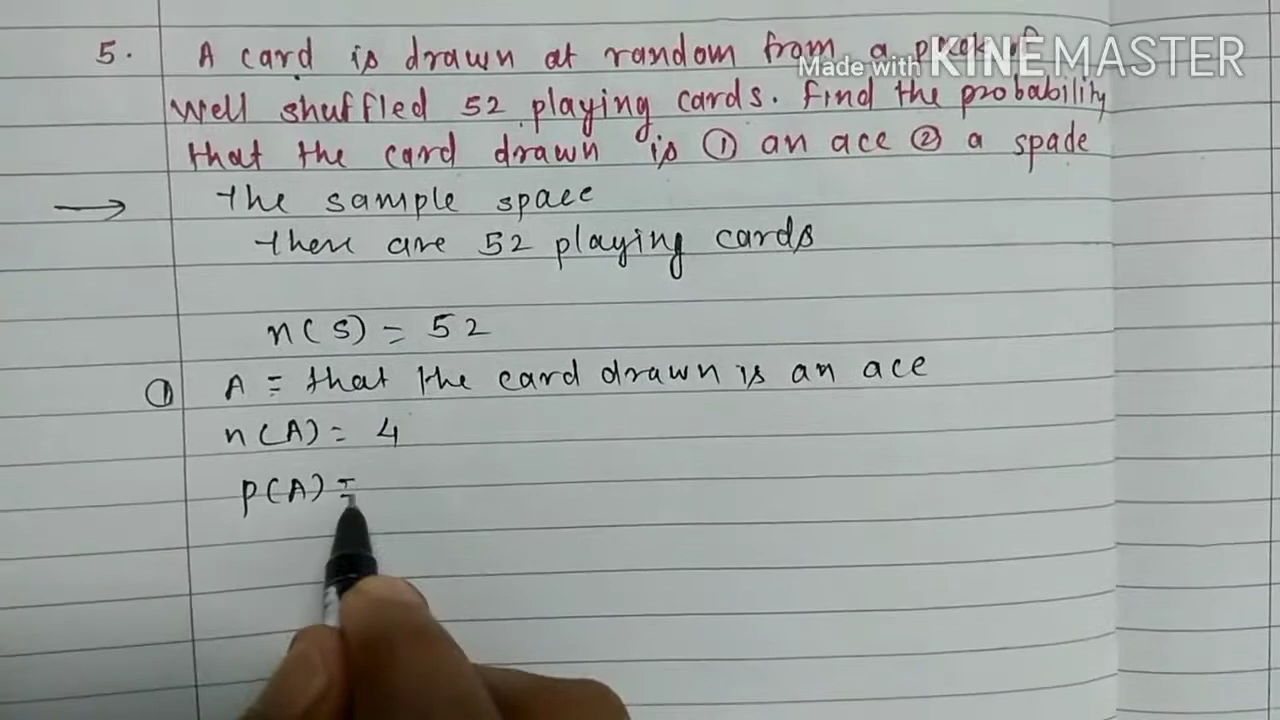 5. A card is drawn at random from a pack of
Made with KINEMASTER
well shuffled 52 playing cards. Find the probability
that the card drawn is ① an ace ② a spade
→ the sample space
there are 52 playing cards
n(S) = 52
① A = that the card drawn is an ace
n(A) = 4
P(A) =